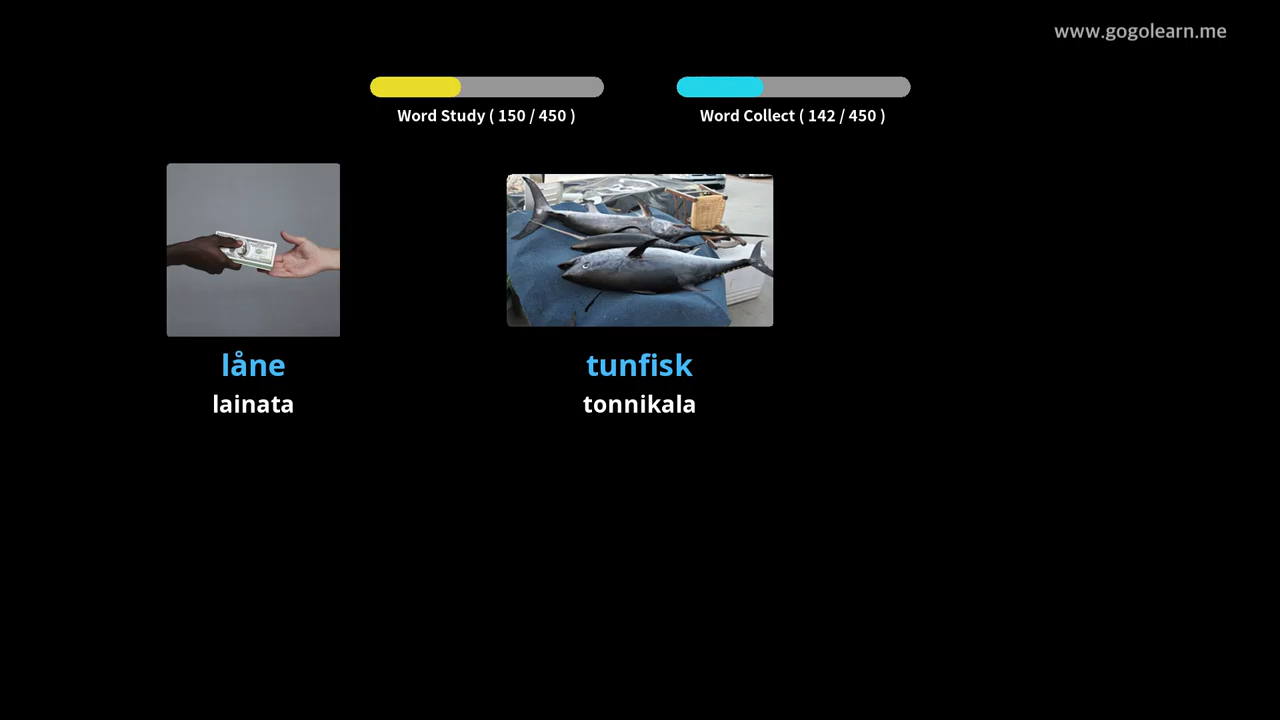 www.gogolearn.me
Word Study ( 150 / 450 )
Word Collect ( 142 / 450 )
låne
lainata
tunfisk
tonnikala